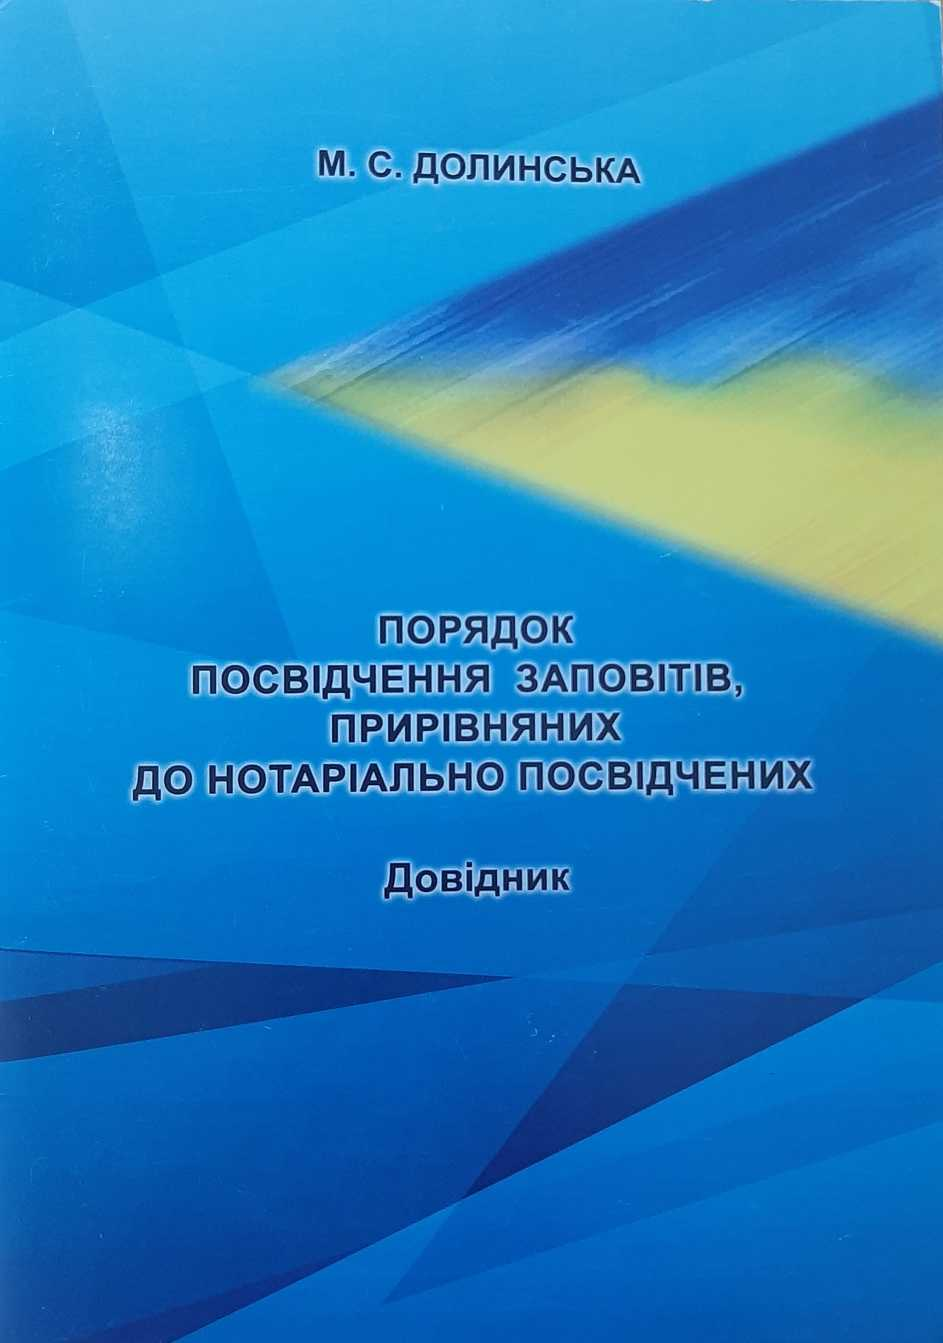 М. С. ДОЛИНСЬКА
ПОРЯДОК
ПОСВІДЧЕННЯ ЗАПОВІТІВ,
ПРИРІВНЯНИХ
ДО НОТАРІАЛЬНО ПОСВІДЧЕНИХ
Довідник